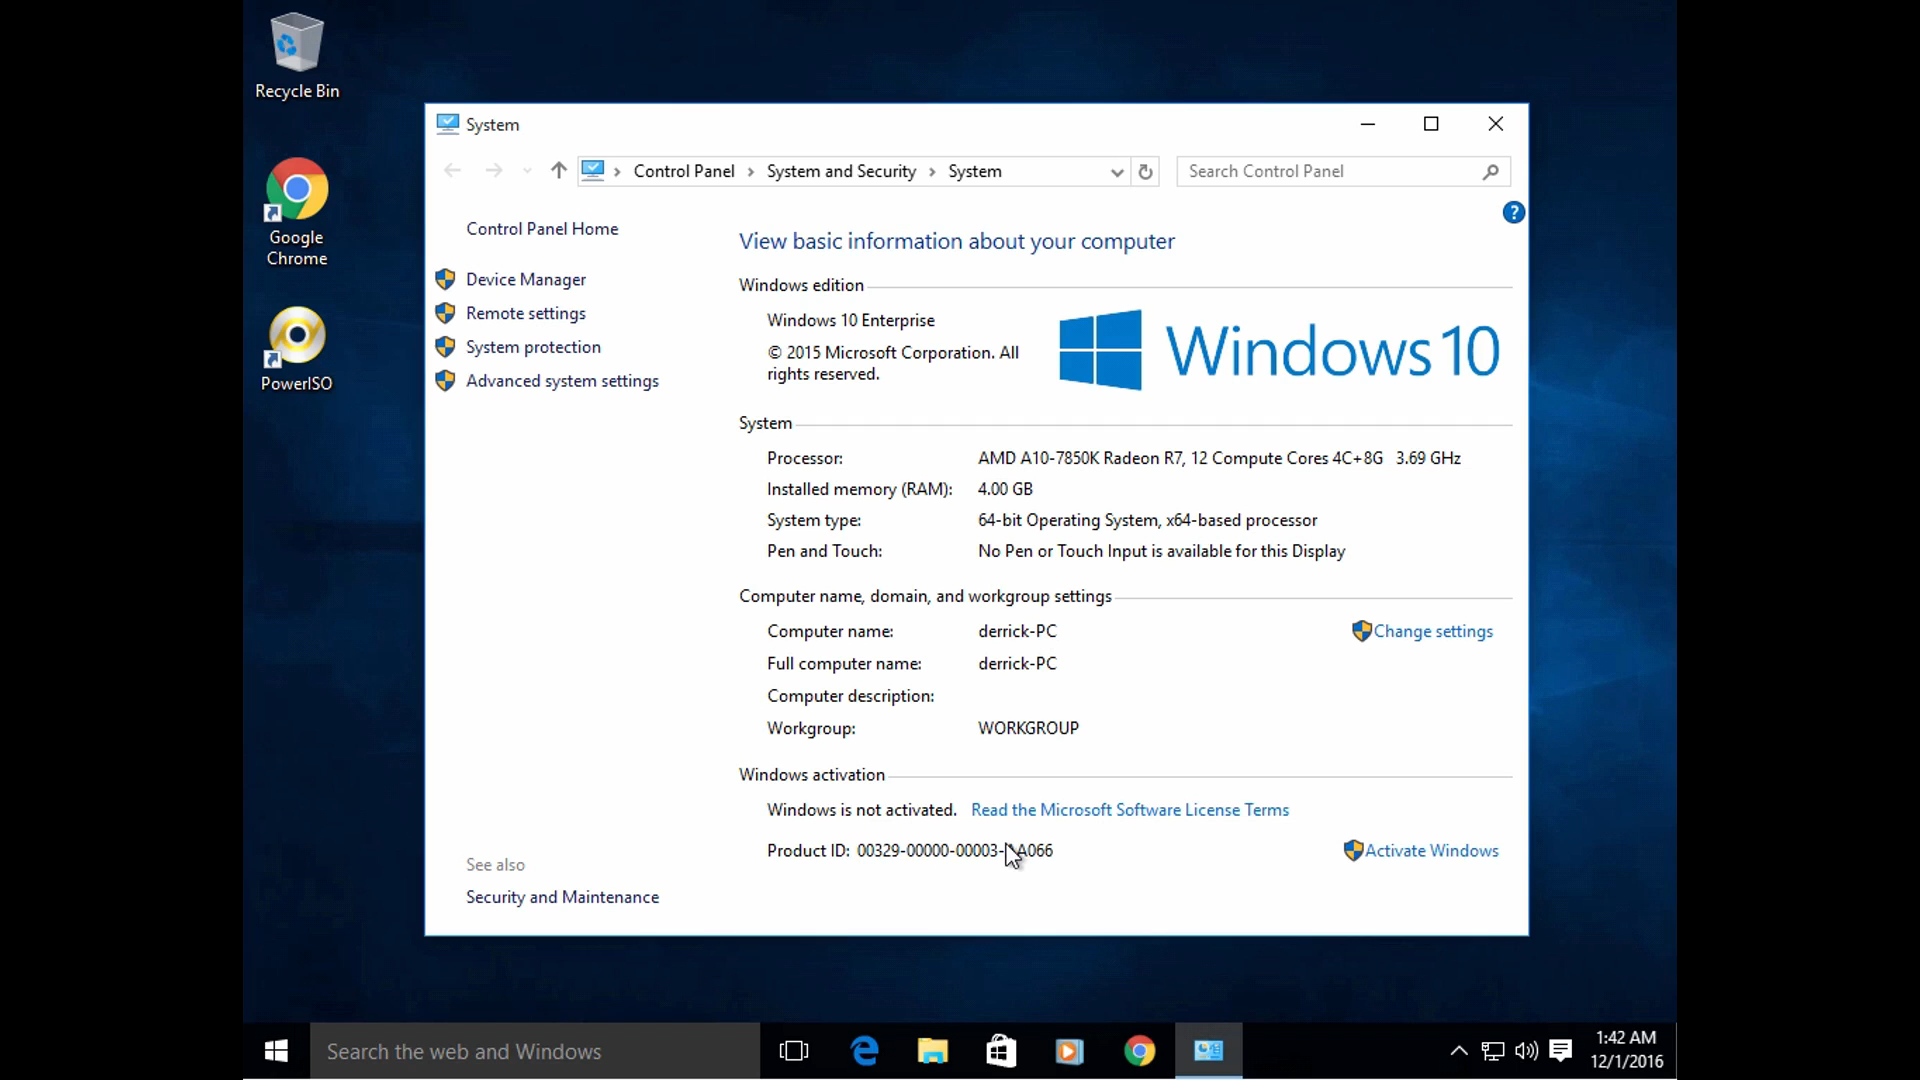 Recycle Bin
Google
Chrome
PowerISO
System
Control Panel > System and Security > System
Search Control Panel
?
Control Panel Home
Device Manager
Remote settings
System protection
Advanced system settings
See also
Security and Maintenance
View basic information about your computer
Windows edition
Windows 10 Enterprise
© 2015 Microsoft Corporation. All
rights reserved.
Windows 10
System
Processor: AMD A10-7850K Radeon R7, 12 Compute Cores 4C+8G 3.69 GHz
Installed memory (RAM): 4.00 GB
System type: 64-bit Operating System, x64-based processor
Pen and Touch: No Pen or Touch Input is available for this Display
Computer name, domain, and workgroup settings
Computer name: derrick-PC Change settings
Full computer name: derrick-PC
Computer description:
Workgroup: WORKGROUP
Windows activation
Windows is not activated. Read the Microsoft Software License Terms
Product ID: 00329-00000-00003-AA066 Activate Windows
Search the web and Windows
1:42 AM
12/1/2016